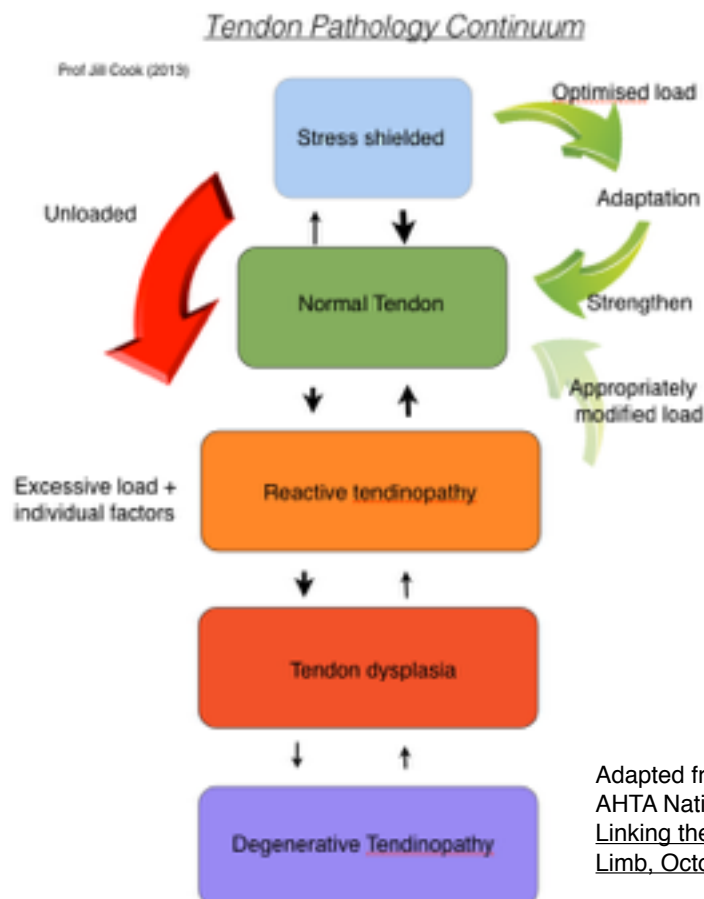 Tendon Pathology Continuum
Prof Jill Cook (2013)
Stress shielded
Optimised load
Unloaded
Adaptation
Normal Tendon
Strengthen
Appropriately
modified load
Excessive load +
individual factors
Reactive tendinopathy
Tendon dysplasia
Degenerative Tendinopathy
Adapted fr
AHTA Nati
Linking the
Limb, Octo